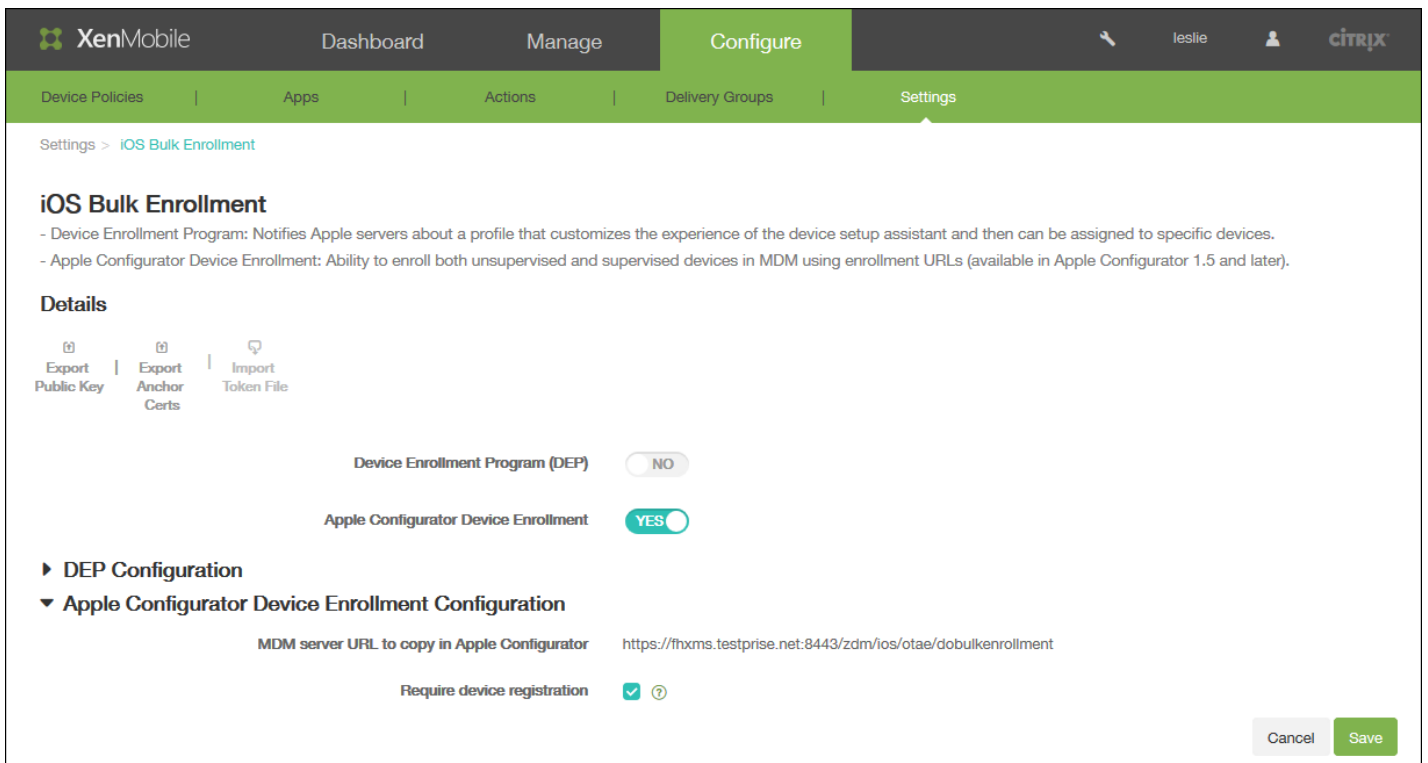 XenMobile Dashboard Manage Configure leslie CITRIX
Device Policies | Apps | Actions | Delivery Groups | Settings
Settings > iOS Bulk Enrollment
iOS Bulk Enrollment
- Device Enrollment Program: Notifies Apple servers about a profile that customizes the experience of the device setup assistant and then can be assigned to specific devices.
- Apple Configurator Device Enrollment: Ability to enroll both unsupervised and supervised devices in MDM using enrollment URLs (available in Apple Configurator 1.5 and later).
Details
Export Public Key | Export Anchor Certs | Import Token File
Device Enrollment Program (DEP) NO
Apple Configurator Device Enrollment YES
DEP Configuration
Apple Configurator Device Enrollment Configuration
MDM server URL to copy in Apple Configurator https://fhxms.testprise.net:8443/zdm/ios/otae/dobulkenrollment
Require device registration ?
Cancel Save